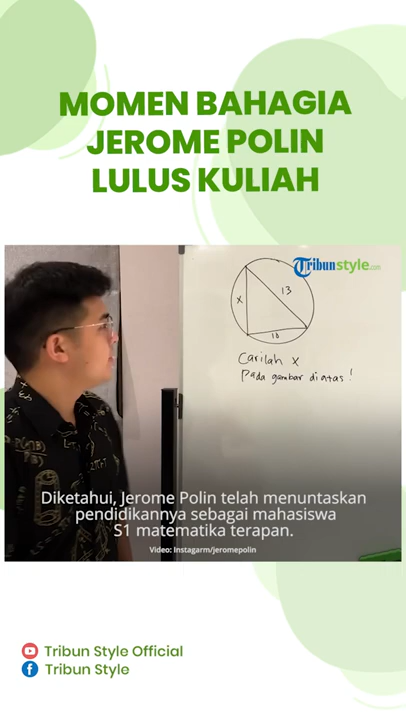 MOMEN BAHAGIA
JEROME POLIN
LULUS KULIAH
Tribunstyle.com
x
13
10
Carilah x
Pada gambar diatas!
Diketahui, Jerome Polin telah menuntaskan
pendidikannya sebagai mahasiswa
S1 matematika terapan.
Video: Instagarm/jeromepolin
Tribun Style Official
Tribun Style